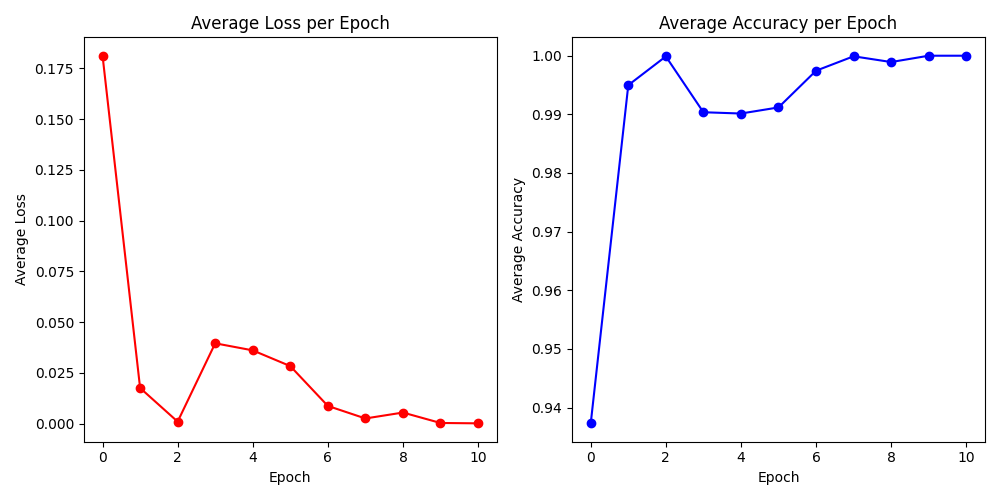 Average Loss per Epoch
Average Loss
0.175
0.150
0.125
0.100
0.075
0.050
0.025
0.000
0 2 4 6 8 10
Epoch
Average Accuracy per Epoch
Average Accuracy
1.00
0.99
0.98
0.97
0.96
0.95
0.94
0 2 4 6 8 10
Epoch